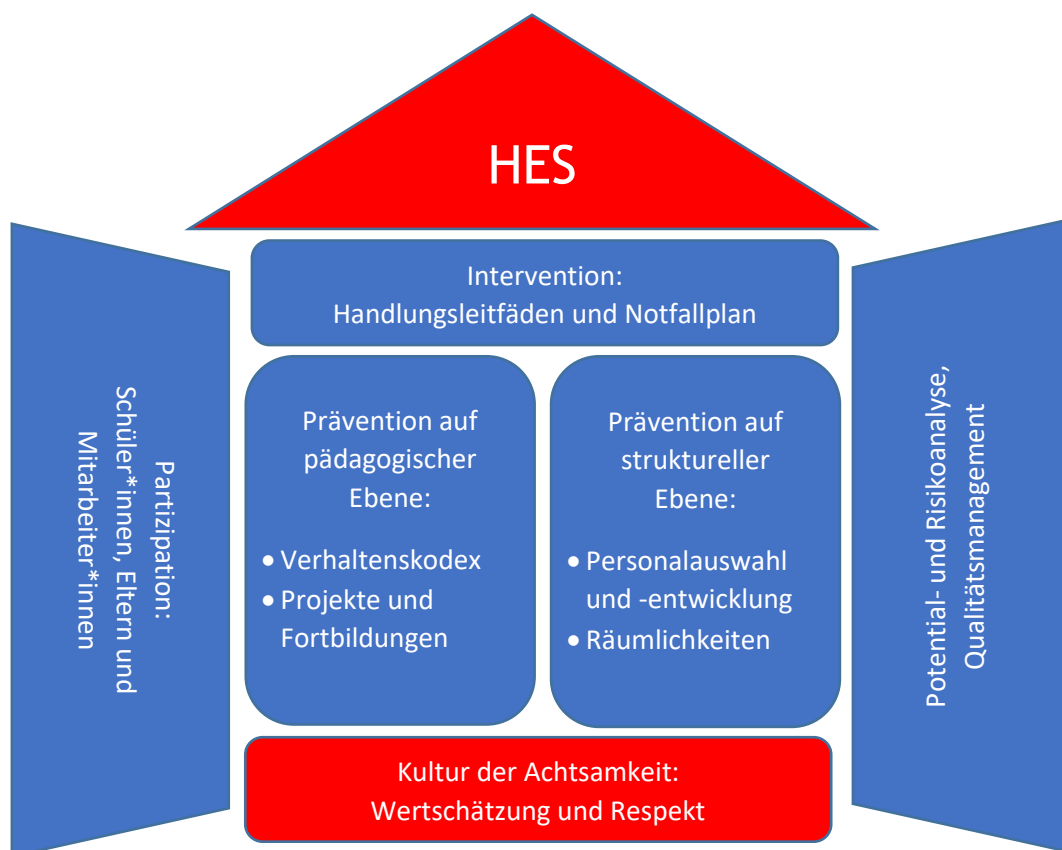 HES
Intervention:
Handlungsleitfäden und Notfallplan
Partizipation:
Schüler*innen, Eltern und
Mitarbeiter*innen
Prävention auf
pädagogischer
Ebene:
• Verhaltenskodex
• Projekte und
Fortbildungen
Prävention auf
struktureller
Ebene:
• Personalauswahl
und -entwicklung
• Räumlichkeiten
Potential- und Risikoanalyse,
Qualitätsmanagement
Kultur der Achtsamkeit:
Wertschätzung und Respekt